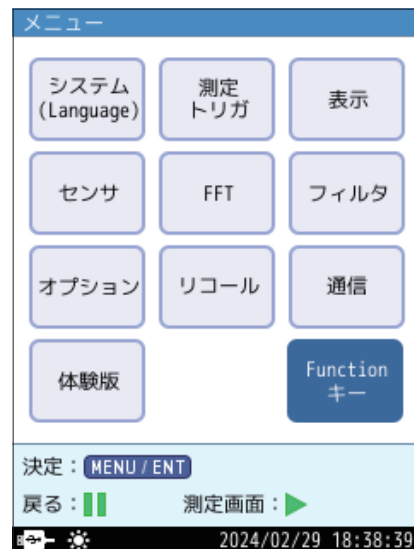 メニュー
システム
(Language)
測定
トリガ
表示
センサ
FFT
フィルタ
オプション
リコール
通信
体験版
Function
キー
決定：MENU/ENT
戻る： 測定画面：
2024/02/29 18:38:39